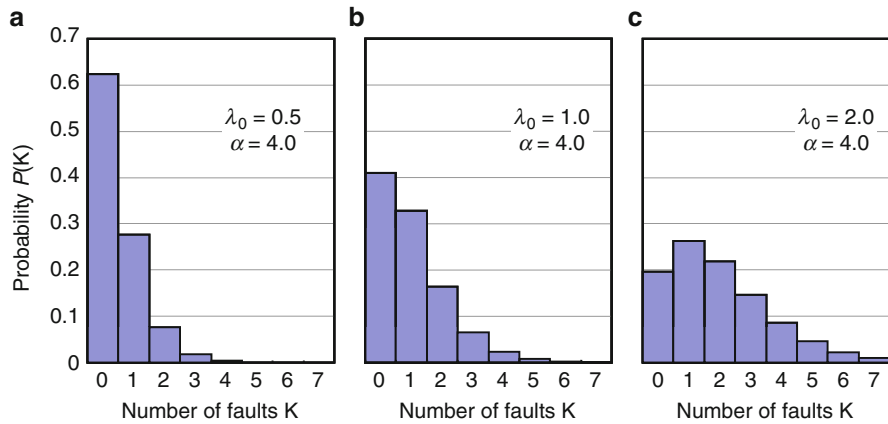 a
b
c
0.7
0.6
0.5
0.4
0.3
0.2
0.1
0
Probability P(K)
λ0 = 0.5
α = 4.0
λ0 = 1.0
α = 4.0
λ0 = 2.0
α = 4.0
0 1 2 3 4 5 6 7
0 1 2 3 4 5 6 7
0 1 2 3 4 5 6 7
Number of faults K
Number of faults K
Number of faults K